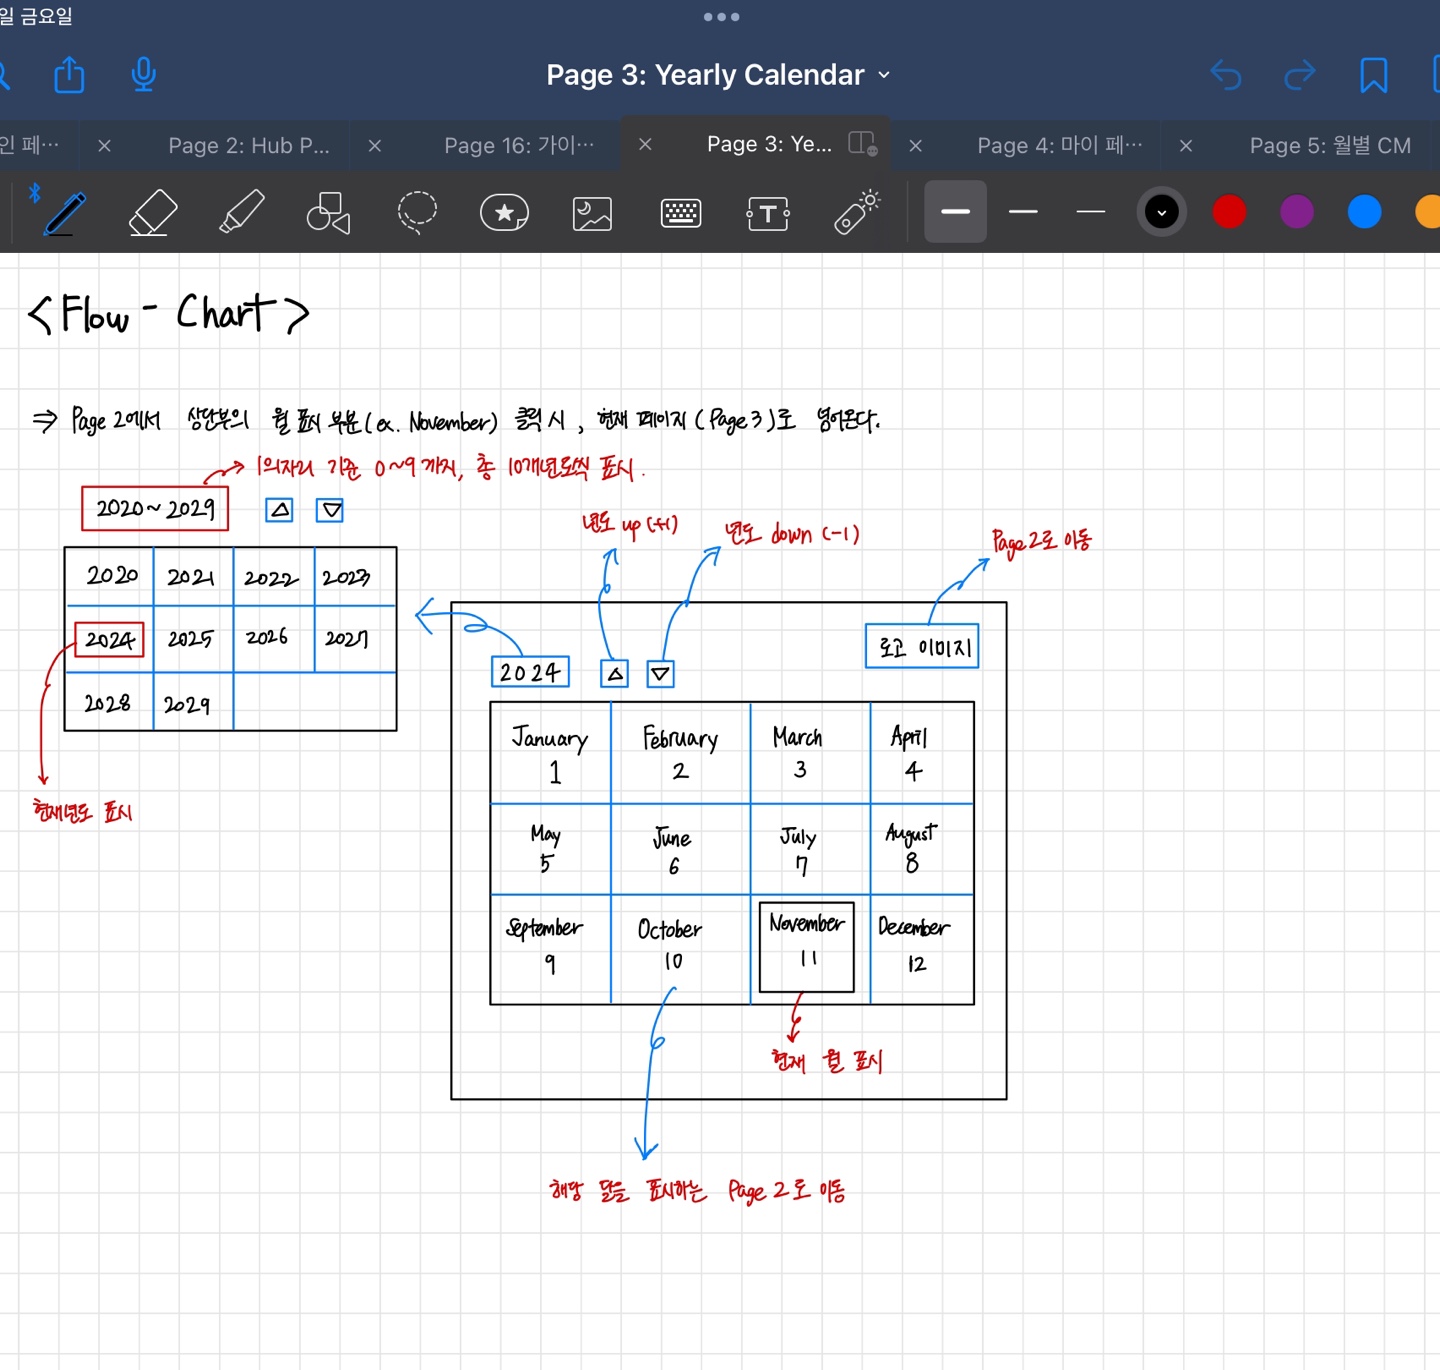 일 금요일
Page 3: Yearly Calendar
인 페…
Page 2: Hub P...
Page 16: 가이…
Page 3: Ye...
Page 4: 마이 페…
Page 5: 월별 CM
T
<Flow - Chart>
⇒ Page 2에서 상단부의 월 표시 부분(ex. November) 클릭 시, 현재 페이지(Page 3)로 넘어온다.
1의자리 기준 0~9까지, 총 10개년도씩 표시.
2020~2029 △ ▽
2020 2021 2022 2023
2024 2025 2026 2027
2028 2029
현재년도 표시
년도 up (+1)
년도 down (-1)
Page 2로 이동
2024 △ ▽
로고 이미지
January February March April
1 2 3 4
May June July August
5 6 7 8
September October November December
9 10 11 12
현재 월 표시
해당 달을 표시하는 Page 2로 이동